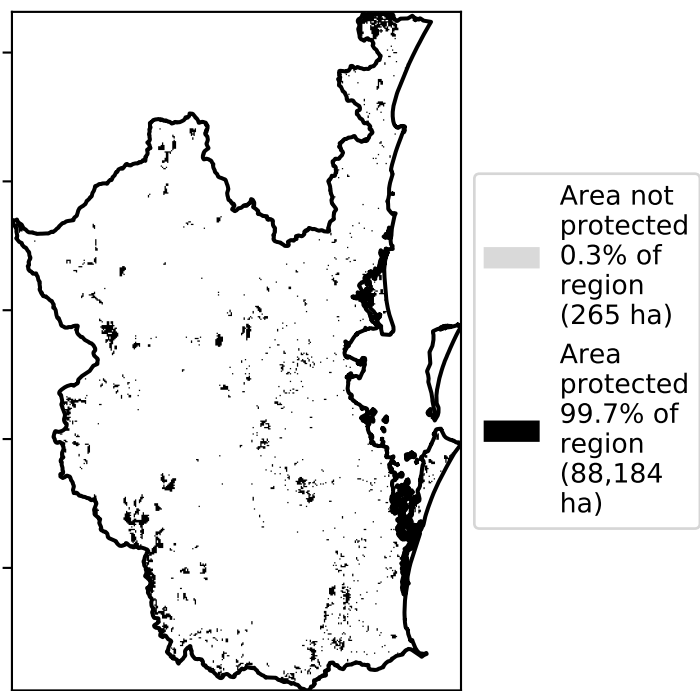 Area not
protected
0.3% of
region
(265 ha)
Area
protected
99.7% of
region
(88,184
ha)